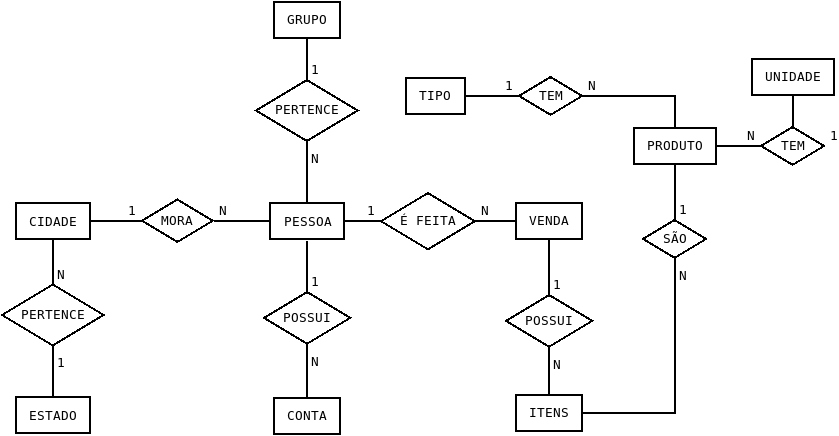 GRUPO
1
PERTENCE
N
TIPO
1
TEM
N
UNIDADE
PRODUTO
N
TEM
1
CIDADE
1
MORA
N
PESSOA
1
É FEITA
N
VENDA
1
SÃO
N
N
PERTENCE
1
ESTADO
1
POSSUI
N
CONTA
1
POSSUI
N
ITENS